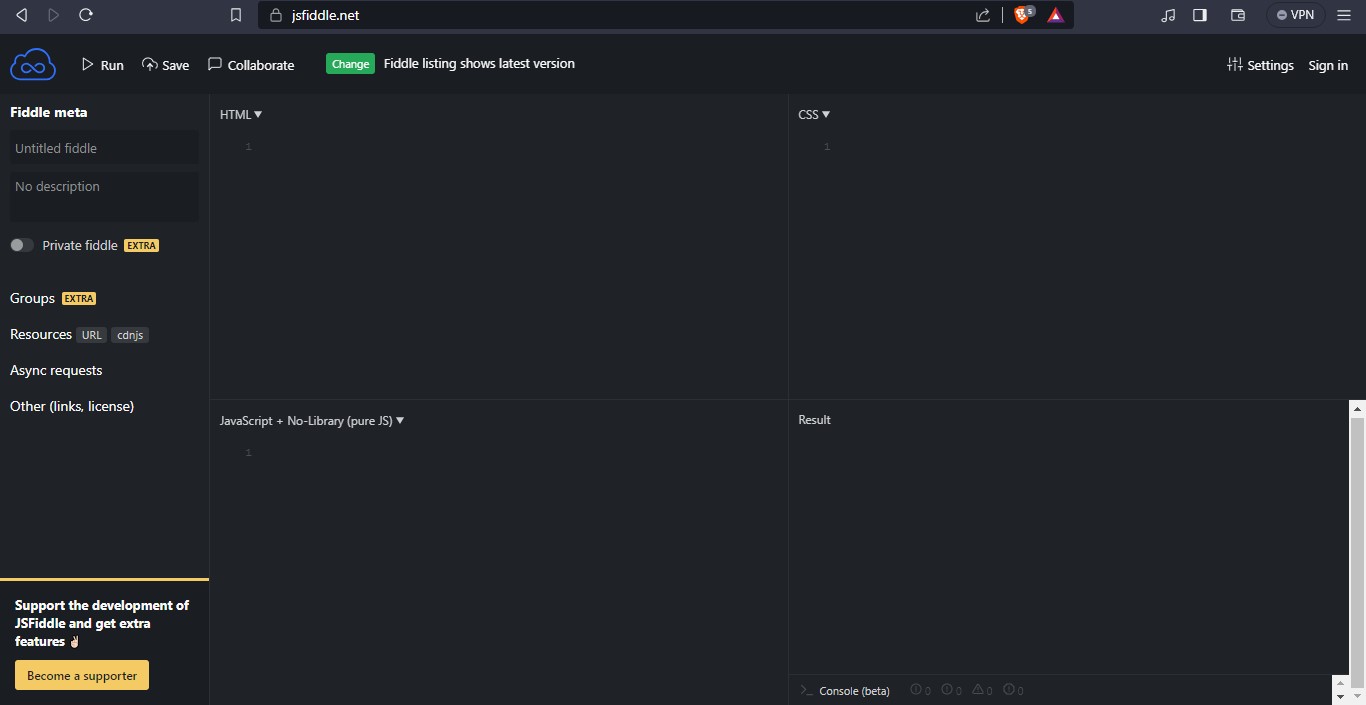 jsfiddle.net
5
VPN
Run
Save
Collaborate
Change
Fiddle listing shows latest version
Settings
Sign in
Fiddle meta
Untitled fiddle
No description
Private fiddle EXTRA
Groups EXTRA
Resources URL cdnjs
Async requests
Other (links, license)
Support the development of
JSFiddle and get extra
features ✌🏻
Become a supporter
HTML ▼
1
CSS ▼
1
JavaScript + No-Library (pure JS) ▼
1
Result
>_ Console (beta) 0 0 0 0